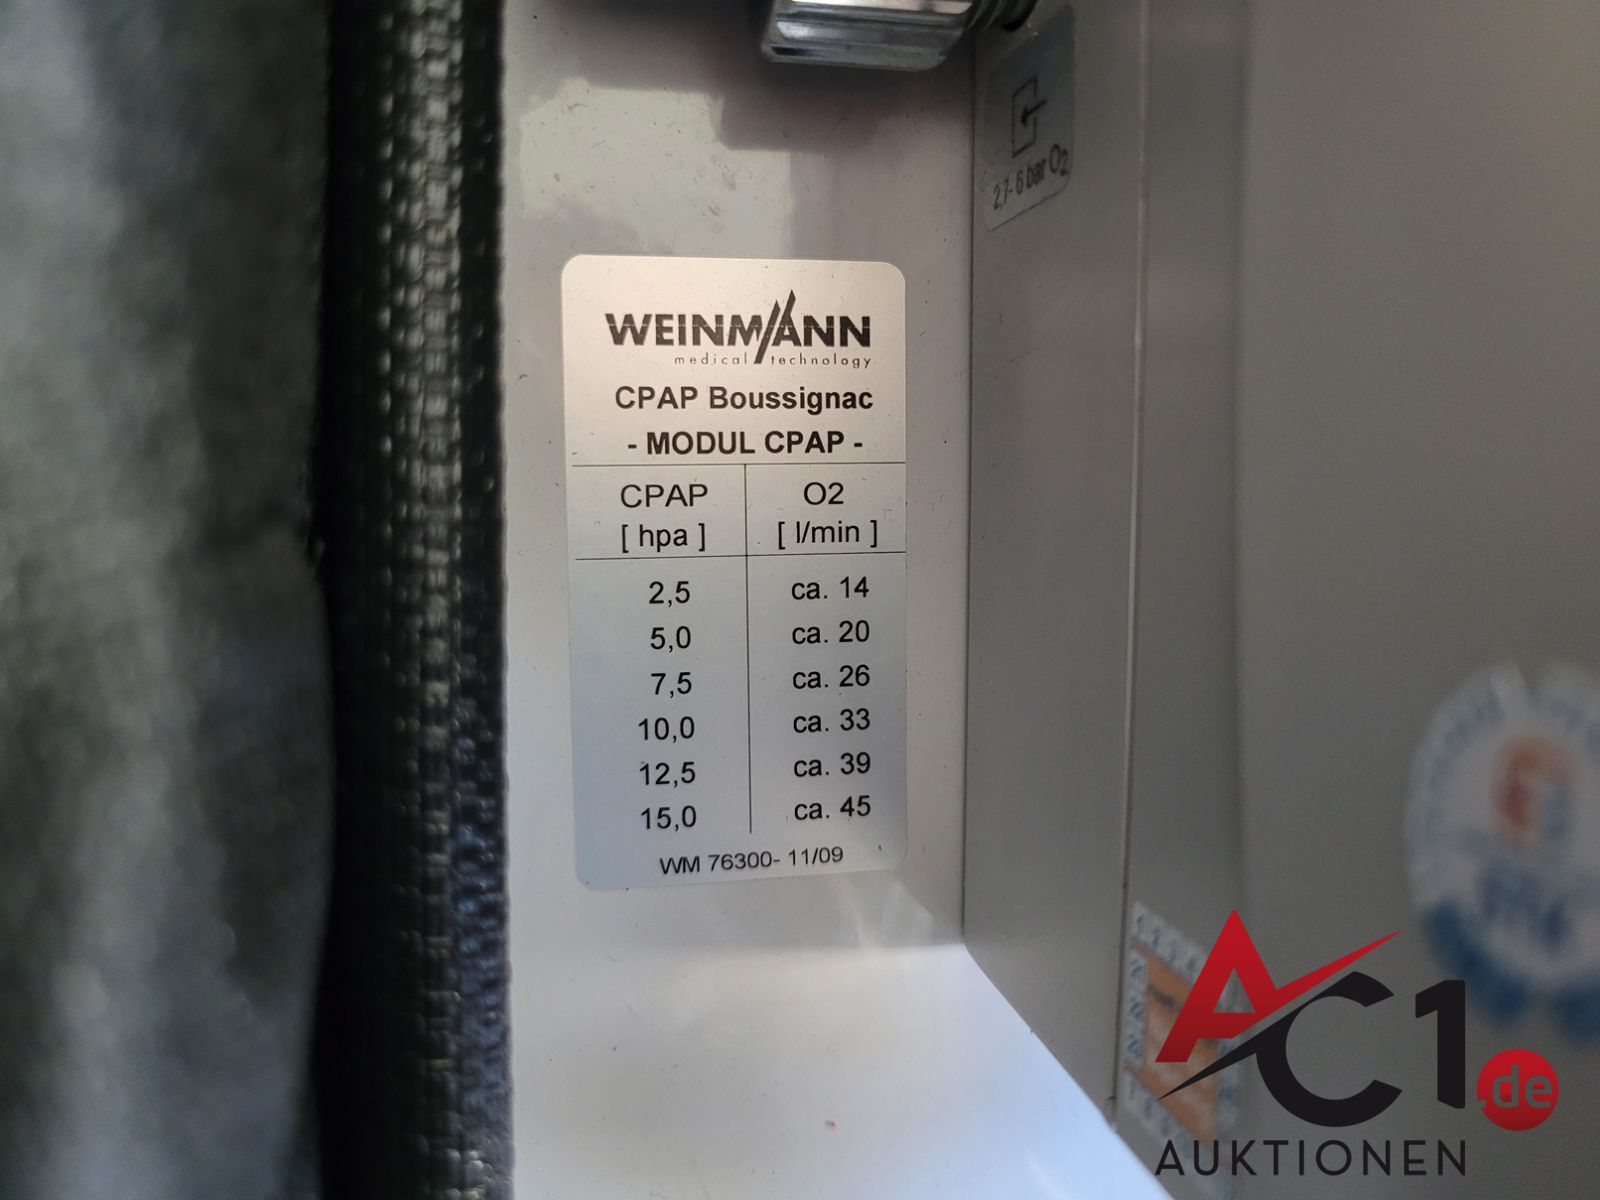 2,7- 6 bar O2
WEINMANN
medical technology
CPAP Boussignac
- MODUL CPAP -
CPAP O2
[ hpa ] [ l/min ]
2,5 ca. 14
5,0 ca. 20
7,5 ca. 26
10,0 ca. 33
12,5 ca. 39
15,0 ca. 45
WM 76300- 11/09
AC1.de
AUKTIONEN